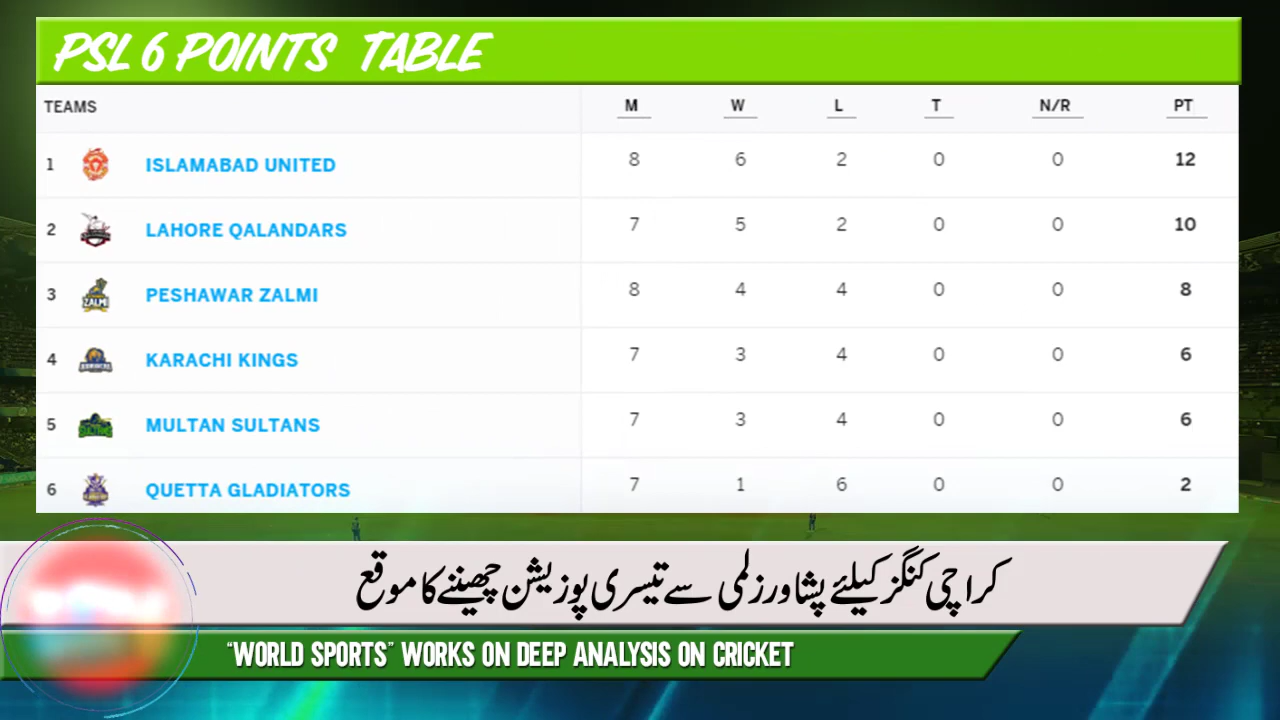 PSL 6 POINTS TABLE
TEAMS M W L T N/R PT
1 ISLAMABAD UNITED 8 6 2 0 0 12
2 LAHORE QALANDARS 7 5 2 0 0 10
3 ZALMI PESHAWAR ZALMI 8 4 4 0 0 8
4 KARACHI KINGS 7 3 4 0 0 6
5 MULTAN SULTANS 7 3 4 0 0 6
6 QUETTA GLADIATORS 7 1 6 0 0 2
کراچی کنگز کیلئے پشاور زلمی سے تیسری پوزیشن چھیننے کا موقع
“WORLD SPORTS” WORKS ON DEEP ANALYSIS ON CRICKET